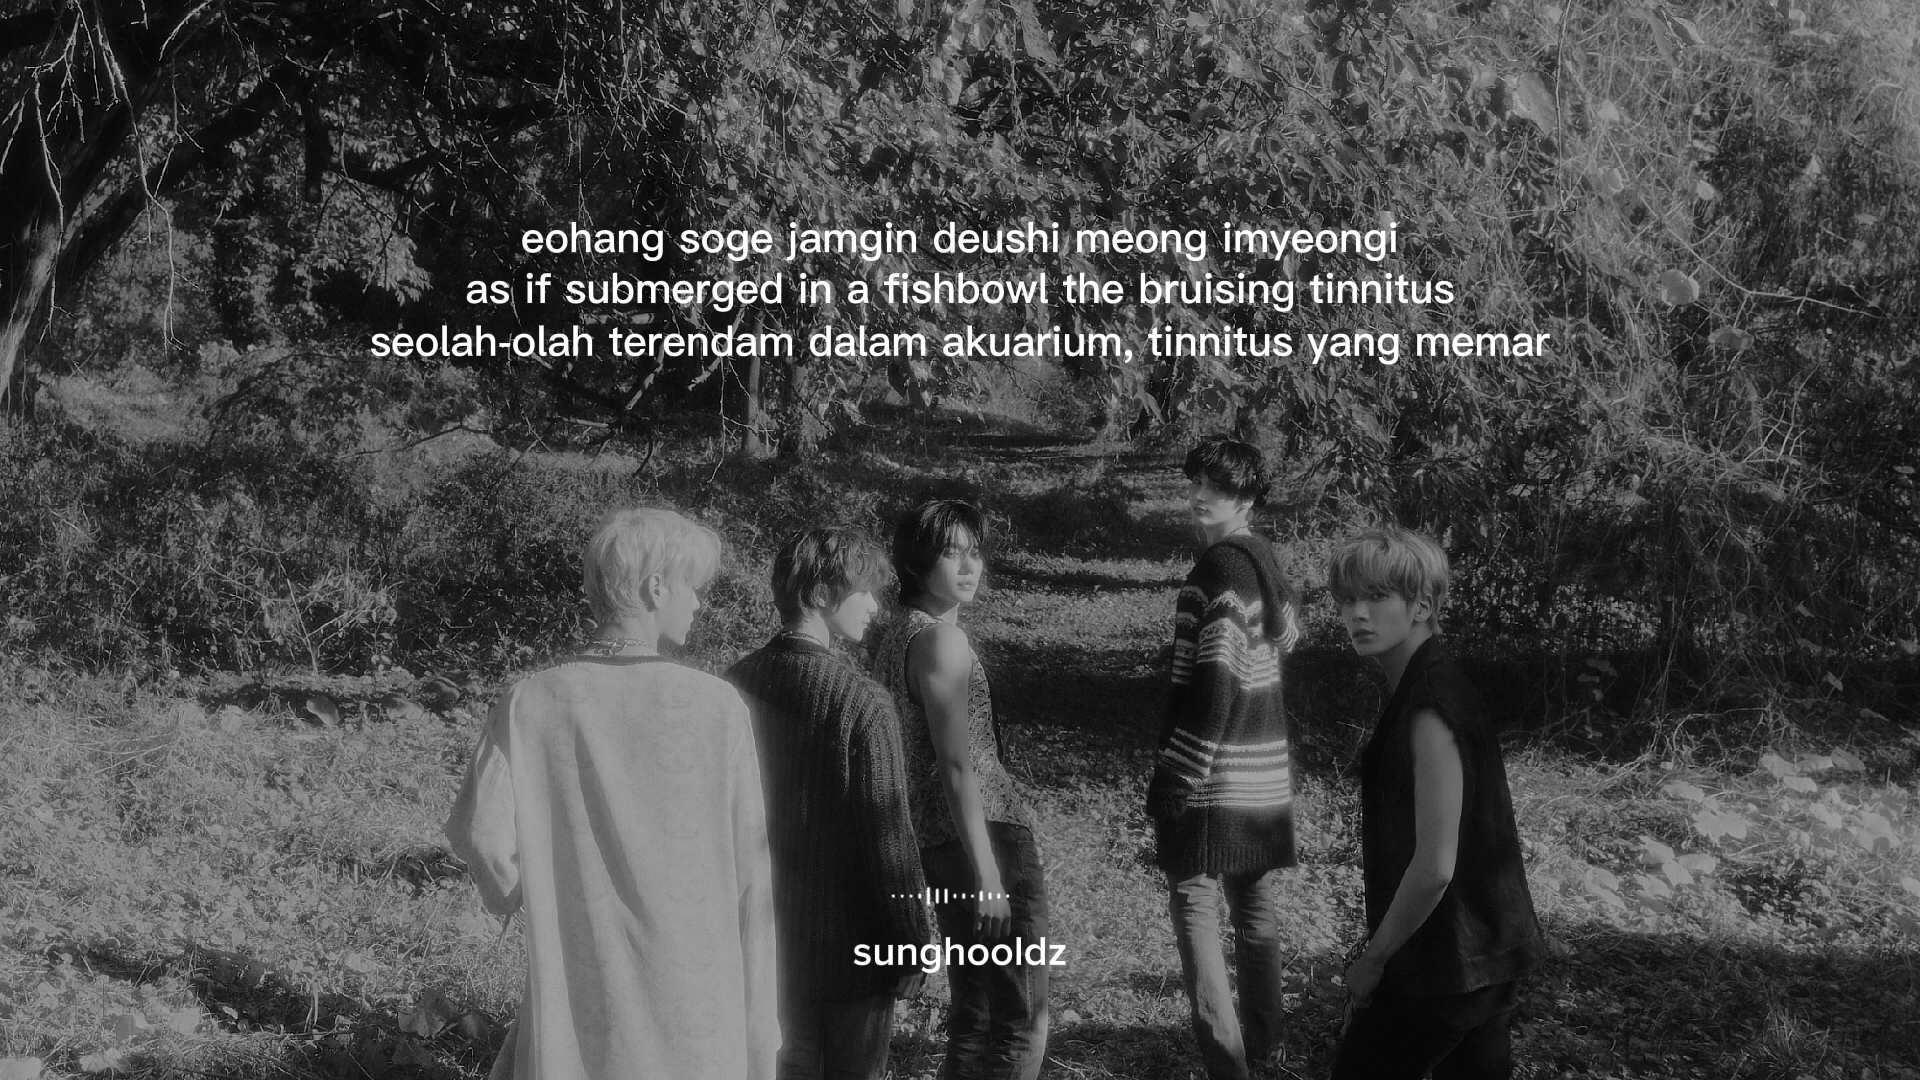 eohang soge jamgin deushi meong imyeongi
as if submerged in a fishbowl the bruising tinnitus
seolah-olah terendam dalam akuarium, tinnitus yang memar
sunghooldz